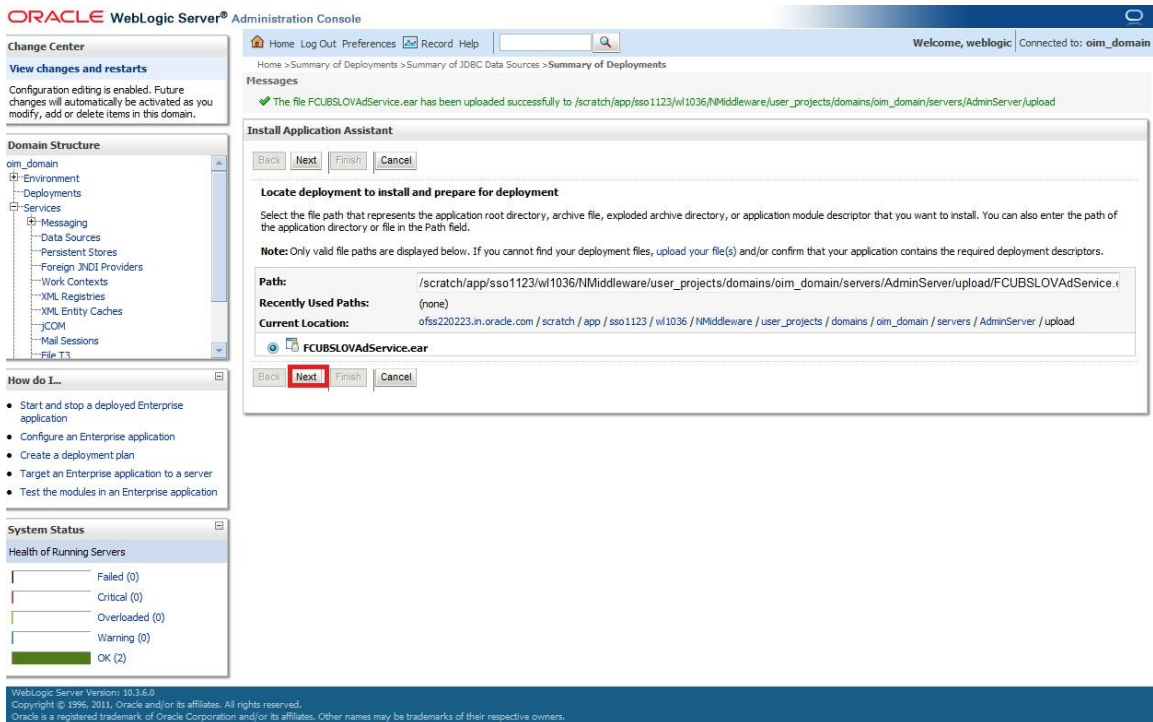 ORACLE WebLogic Server® Administration Console
Change Center
View changes and restarts
Configuration editing is enabled. Future
changes will automatically be activated as you
modify, add or delete items in this domain.
Domain Structure
oim_domain
Environment
Deployments
Services
Messaging
Data Sources
Persistent Stores
Foreign JNDI Providers
Work Contexts
XML Registries
XML Entity Caches
jCOM
Mail Sessions
File T3
How do I...
Start and stop a deployed Enterprise
application
Configure an Enterprise application
Create a deployment plan
Target an Enterprise application to a server
Test the modules in an Enterprise application
System Status
Health of Running Servers
Failed (0)
Critical (0)
Overloaded (0)
Warning (0)
OK (2)
Home Log Out Preferences Record Help
Welcome, weblogic Connected to: oim_domain
Home >Summary of Deployments >Summary of JDBC Data Sources >Summary of Deployments
Messages
The file FCUBSLOVAdService.ear has been uploaded successfully to /scratch/app/sso1123/wl1036/NMiddleware/user_projects/domains/oim_domain/servers/AdminServer/upload
Install Application Assistant
Back Next Finish Cancel
Locate deployment to install and prepare for deployment
Select the file path that represents the application root directory, archive file, exploded archive directory, or application module descriptor that you want to install. You can also enter the path of
the application directory or file in the Path field.
Note: Only valid file paths are displayed below. If you cannot find your deployment files, upload your file(s) and/or confirm that your application contains the required deployment descriptors.
Path: /scratch/app/sso1123/wl1036/NMiddleware/user_projects/domains/oim_domain/servers/AdminServer/upload/FCUBSLOVAdService.e
Recently Used Paths: (none)
Current Location: ofss220223.in.oracle.com / scratch / app / sso1123 / wl1036 / NMiddleware / user_projects / domains / oim_domain / servers / AdminServer / upload
FCUBSLOVAdService.ear
Back Next Finish Cancel
WebLogic Server Version: 10.3.6.0
Copyright © 1996, 2011, Oracle and/or its affiliates. All rights reserved.
Oracle is a registered trademark of Oracle Corporation and/or its affiliates. Other names may be trademarks of their respective owners.